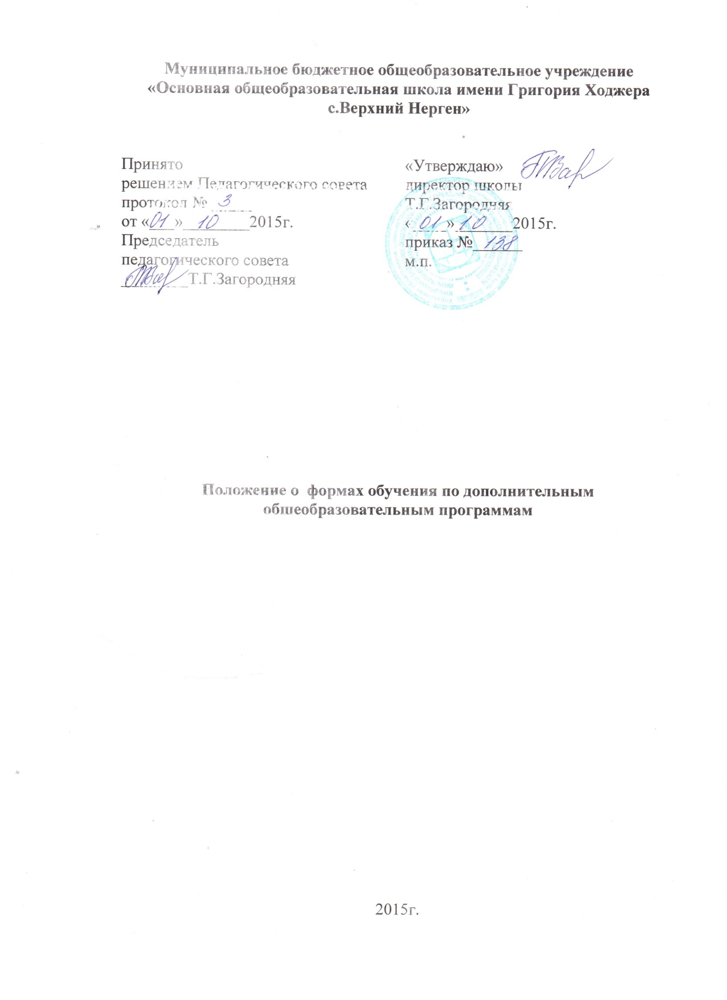 Муниципальное бюджетное общеобразовательное учреждение
«Основная общеобразовательная школа имени Григория Ходжера
с.Верхний Нерген»
Принято
решением Педагогического совета
протокол № 3
от «01» 10 2015г.
Председатель
педагогического совета
Т.Г.Загородняя
«Утверждаю»
директор школы
Т.Г.Загородняя
«01» 10 2015г.
приказ № 138
м.п.
Положение о формах обучения по дополнительным
общеобразовательным программам
2015г.